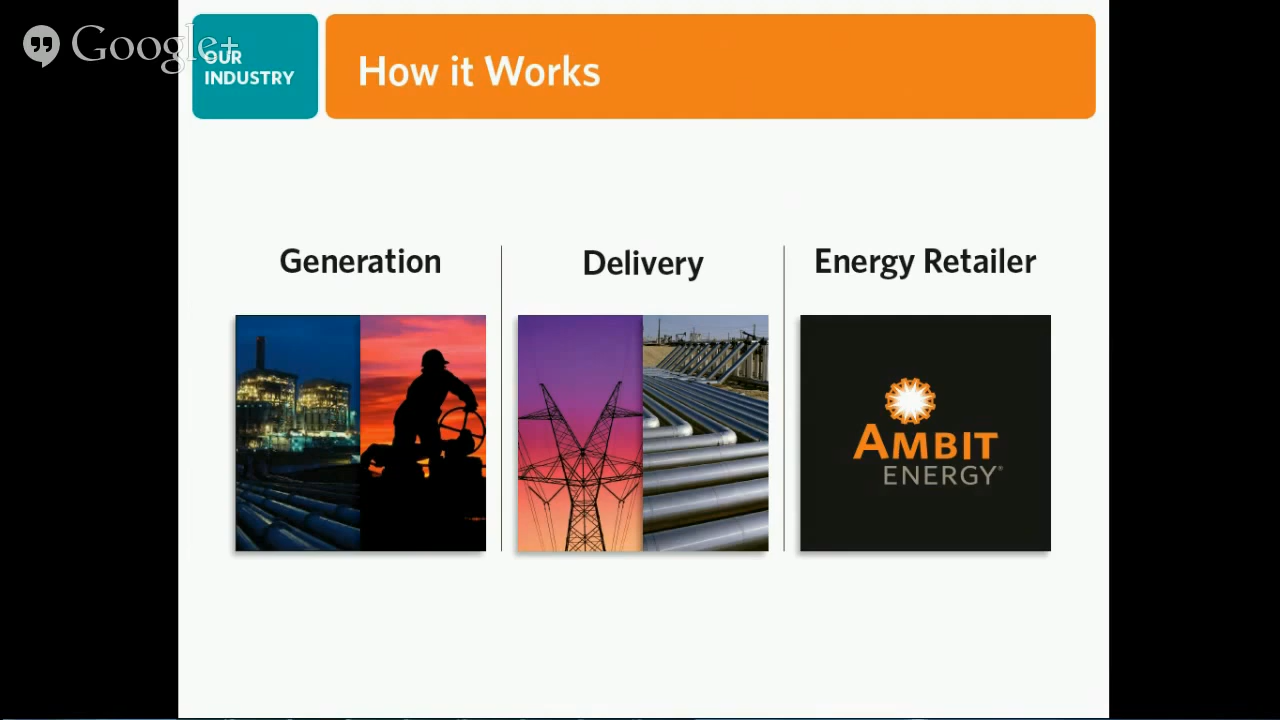 Google+
OUR
INDUSTRY
How it Works
Generation
Delivery
Energy Retailer
AMBIT
ENERGY®